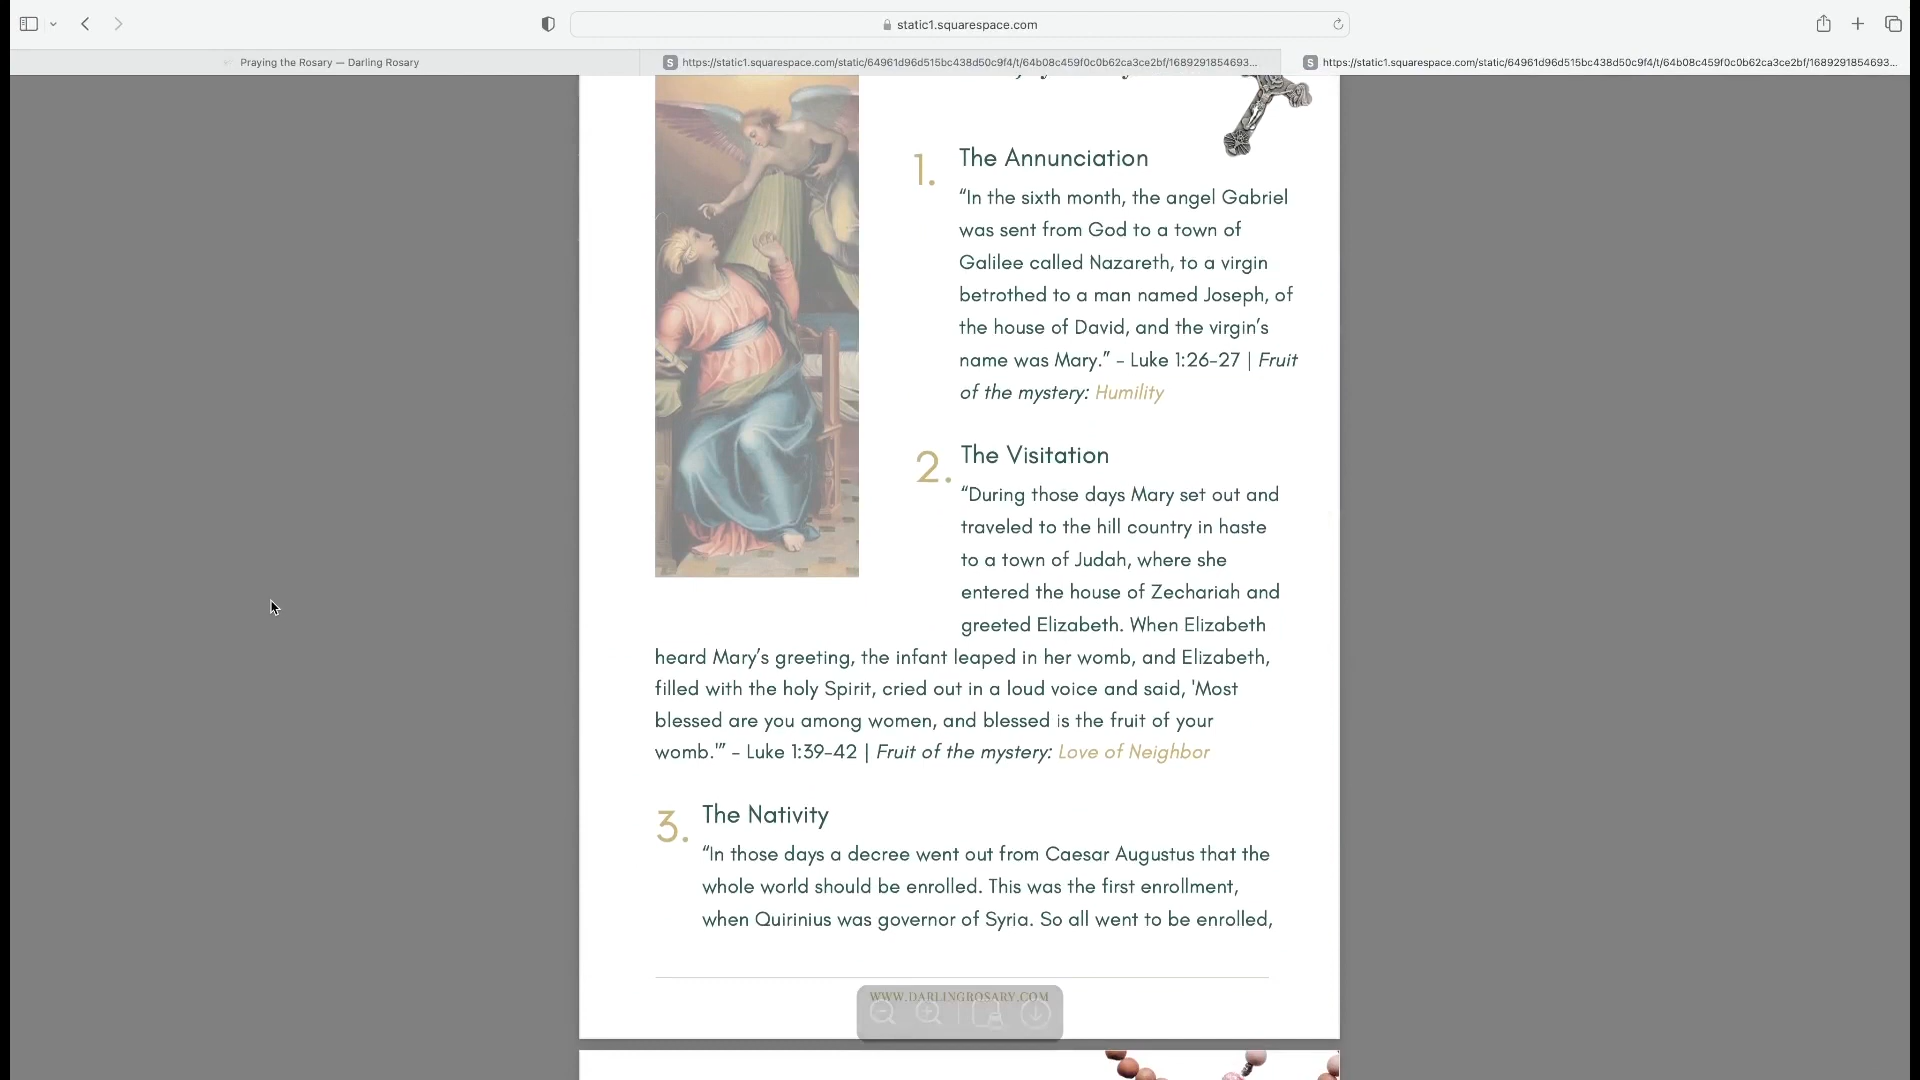 static1.squarespace.com
Praying the Rosary — Darling Rosary
S https://static1.squarespace.com/static/64961d96d515bc438d50c9f4/t/64b08c459f0c0b62ca3ce2bf/1689291854693...
S https://static1.squarespace.com/static/64961d96d515bc438d50c9f4/t/64b08c459f0c0b62ca3ce2bf/1689291854693...
1. The Annunciation
“In the sixth month, the angel Gabriel
was sent from God to a town of
Galilee called Nazareth, to a virgin
betrothed to a man named Joseph, of
the house of David, and the virgin’s
name was Mary.” – Luke 1:26–27 | Fruit
of the mystery: Humility
2. The Visitation
“During those days Mary set out and
traveled to the hill country in haste
to a town of Judah, where she
entered the house of Zechariah and
greeted Elizabeth. When Elizabeth
heard Mary’s greeting, the infant leaped in her womb, and Elizabeth,
filled with the holy Spirit, cried out in a loud voice and said, 'Most
blessed are you among women, and blessed is the fruit of your
womb.'” – Luke 1:39–42 | Fruit of the mystery: Love of Neighbor
3. The Nativity
“In those days a decree went out from Caesar Augustus that the
whole world should be enrolled. This was the first enrollment,
when Quirinius was governor of Syria. So all went to be enrolled,
WWW.DARLINGROSARY.COM